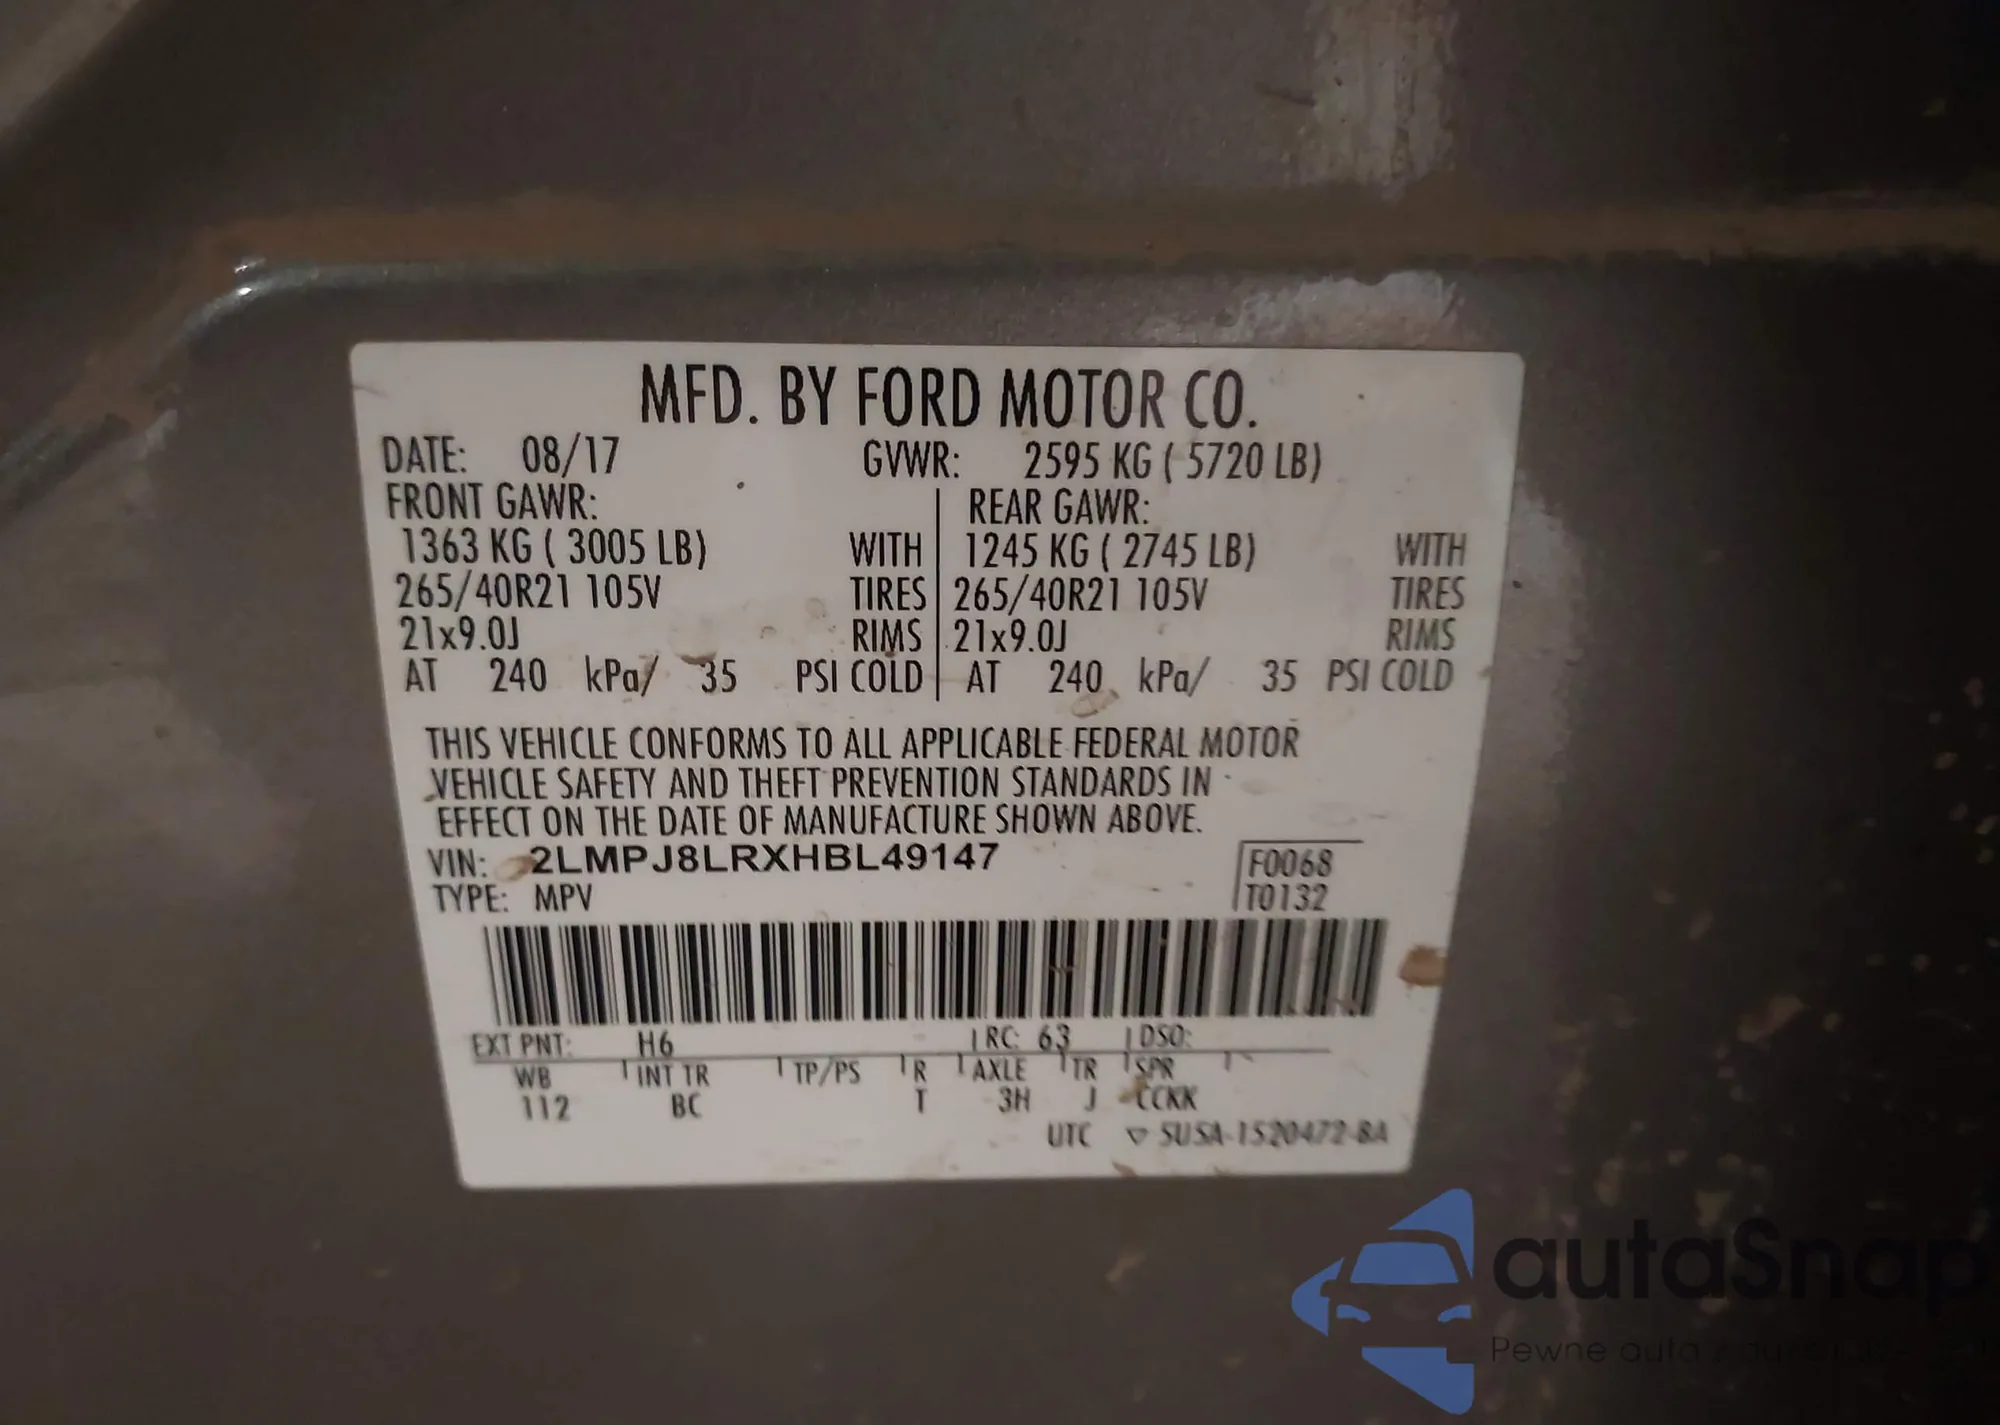 MFD. BY FORD MOTOR CO.
DATE: 08/17 GVWR: 2595 KG ( 5720 LB)
FRONT GAWR: REAR GAWR:
1363 KG ( 3005 LB) WITH 1245 KG ( 2745 LB) WITH
265/40R21 105V TIRES 265/40R21 105V TIRES
21x9.0J RIMS 21x9.0J RIMS
AT 240 kPa/ 35 PSI COLD AT 240 kPa/ 35 PSI COLD
THIS VEHICLE CONFORMS TO ALL APPLICABLE FEDERAL MOTOR
VEHICLE SAFETY AND THEFT PREVENTION STANDARDS IN
EFFECT ON THE DATE OF MANUFACTURE SHOWN ABOVE.
VIN: 2LMPJ8LRXHBL49147 F0068
TYPE: MPV T0132
EXT PNT: H6 RC: 63 DSO:
WB INT TR TP/PS R AXLE TR SPR
112 BC T 3H J CCKK
UTC ▽ SUSA-1520472-BA
autaSnap
Pewne auta